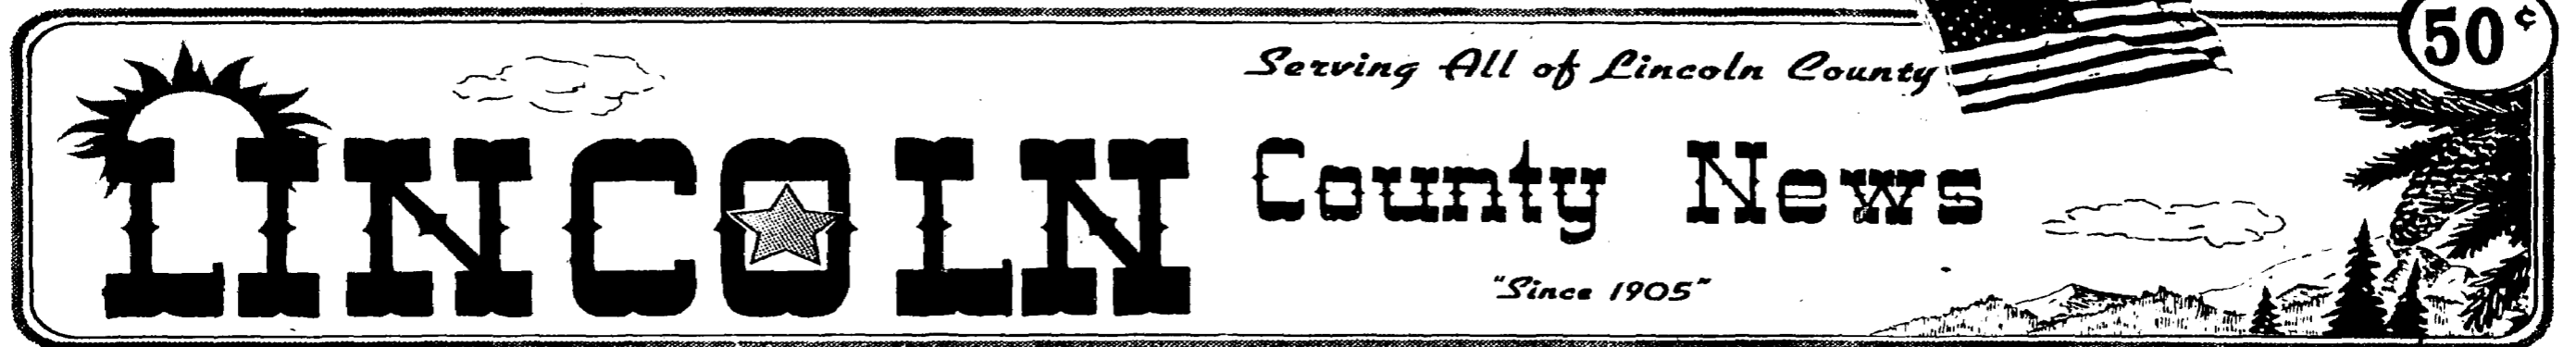 50¢
Serving All of Lincoln County
LINCOLN County News
"Since 1905"